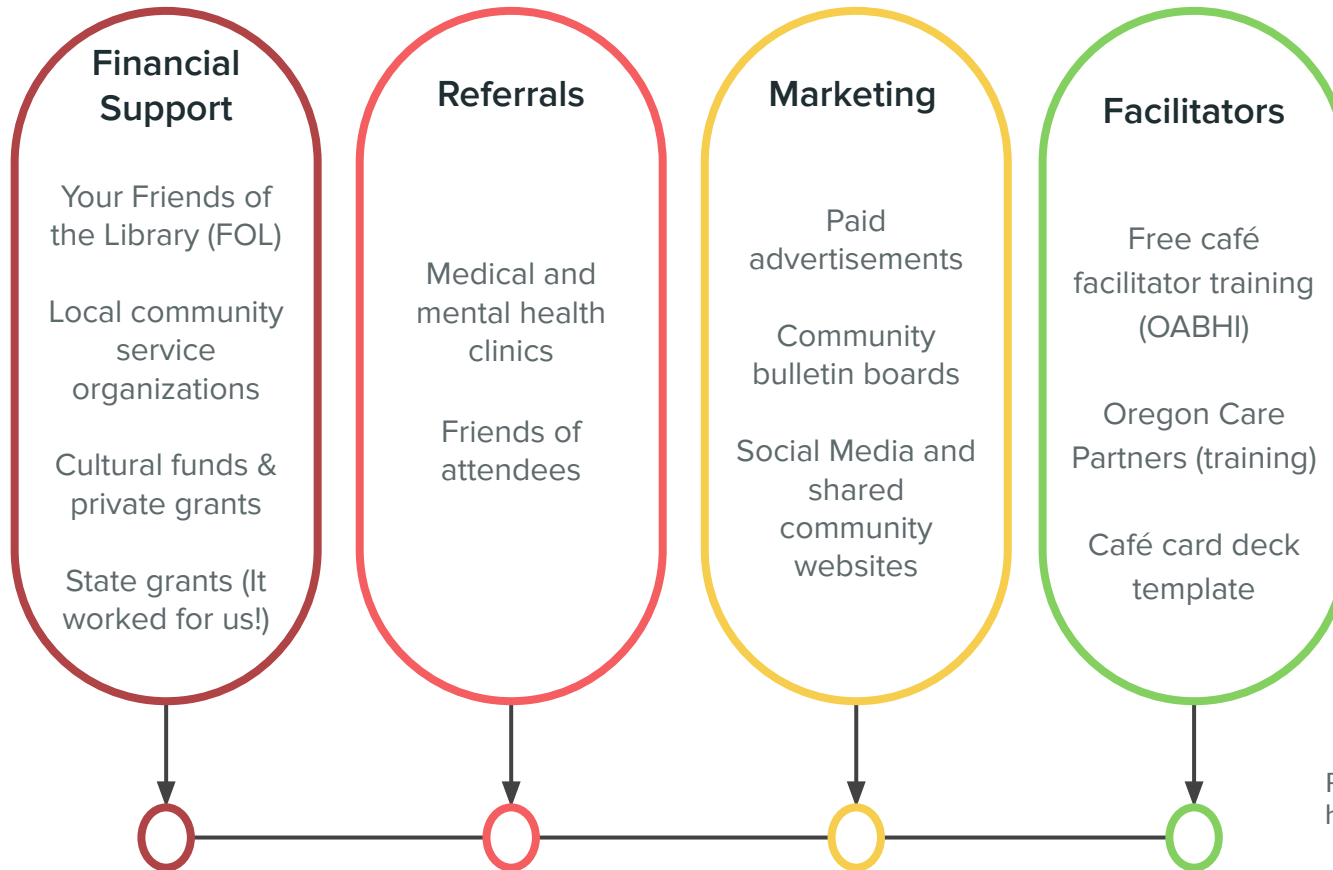 Financial
Support
Your Friends of
the Library (FOL)
Local community
service
organizations
Cultural funds &
private grants
State grants (It
worked for us!)
Referrals
Medical and
mental health
clinics
Friends of
attendees
Marketing
Paid
advertisements
Community
bulletin boards
Social Media and
shared
community
websites
Facilitators
Free café
facilitator training
(OABHI)
Oregon Care
Partners (training)
Café card deck
template